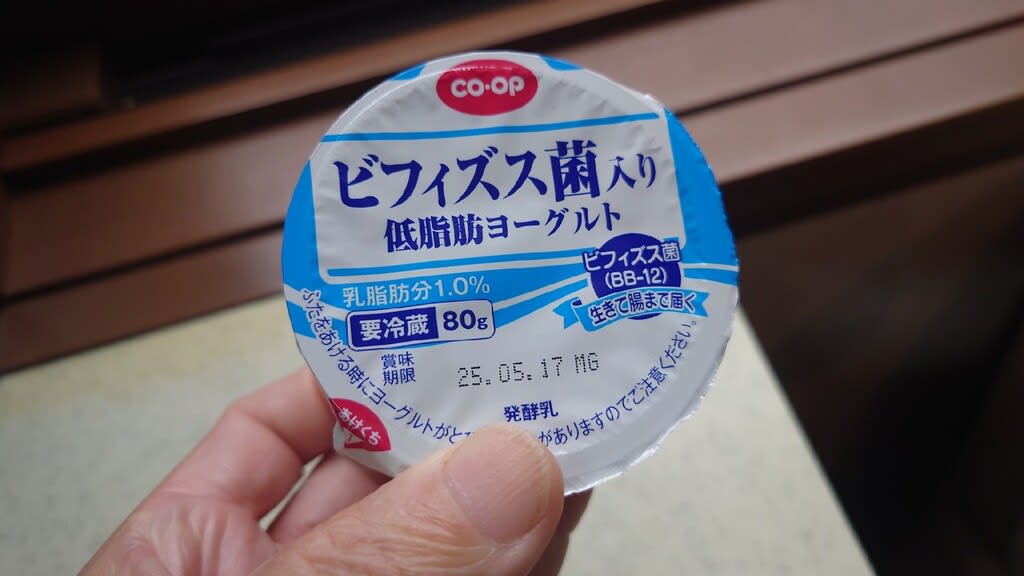 CO・OP
ビフィズス菌入り
低脂肪ヨーグルト
ビフィズス菌
(BB-12)
生きて腸まで届く
乳脂肪分1.0%
要冷蔵 80g
賞味
期限
25.05.17 MG
発酵乳
ふたをあける時にヨーグルトがと がありますのでご注意ください。
あけくち